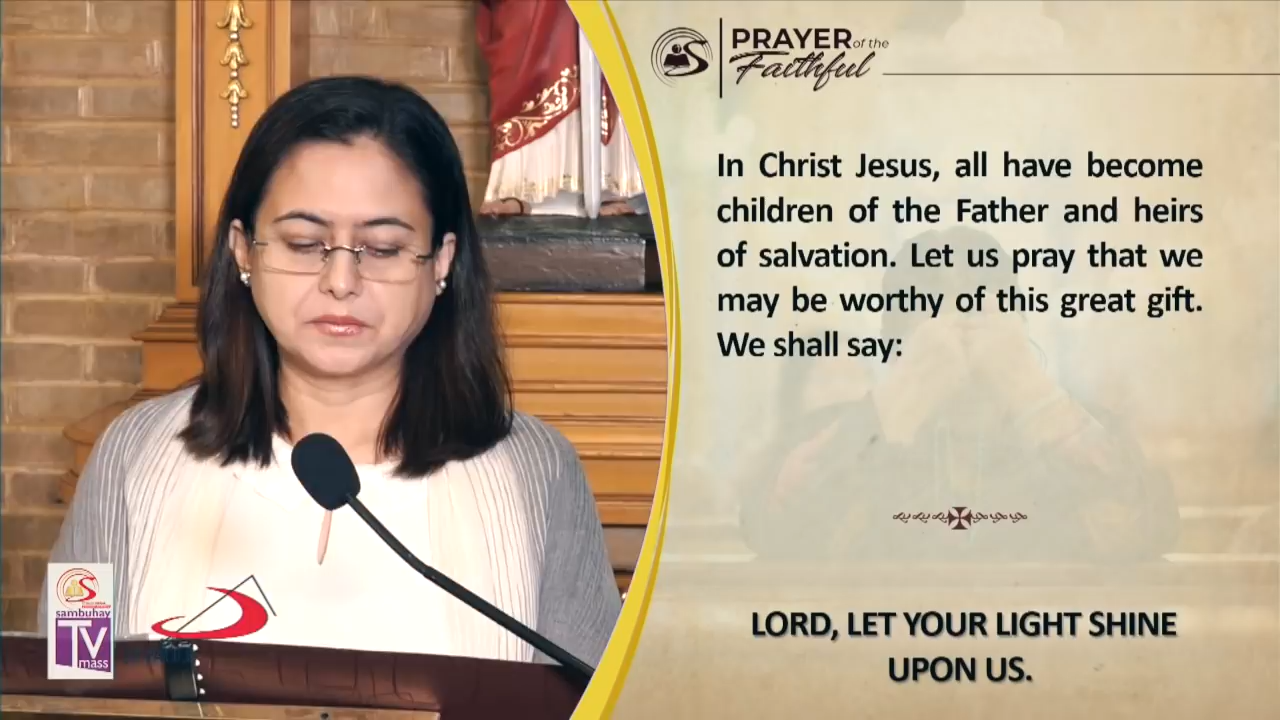 PRAYER of the
Faithful
In Christ Jesus, all have become
children of the Father and heirs
of salvation. Let us pray that we
may be worthy of this great gift.
We shall say:
LORD, LET YOUR LIGHT SHINE
UPON US.
sambuhay
TV
mass